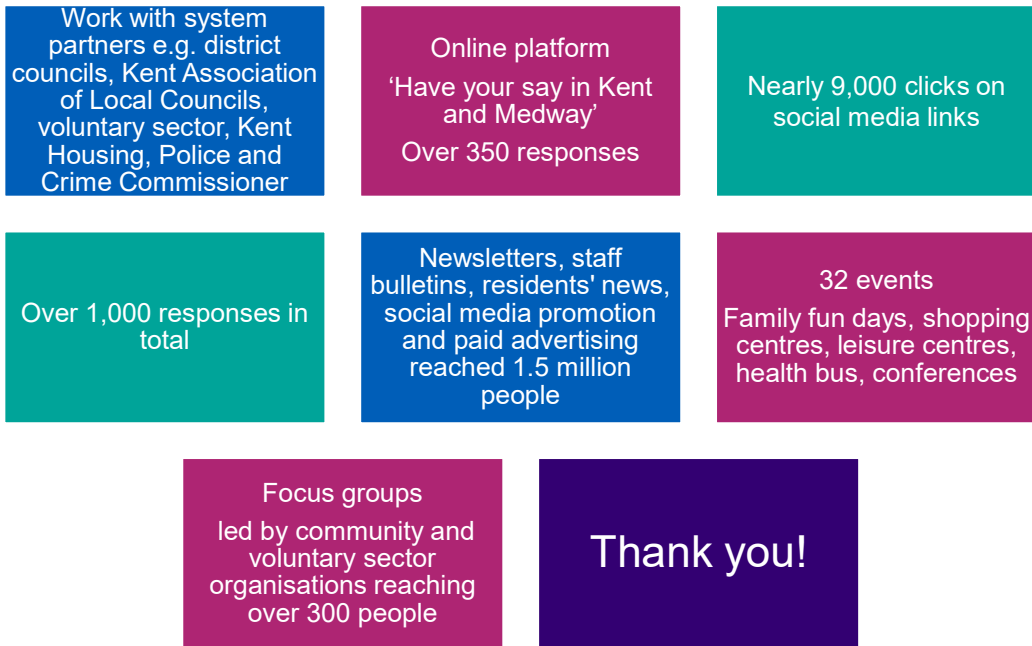 Work with system
partners e.g. district
councils, Kent Association
of Local Councils,
voluntary sector, Kent
Housing, Police and
Crime Commissioner
Online platform
‘Have your say in Kent
and Medway’
Over 350 responses
Nearly 9,000 clicks on
social media links
Over 1,000 responses in
total
Newsletters, staff
bulletins, residents' news,
social media promotion
and paid advertising
reached 1.5 million
people
32 events
Family fun days, shopping
centres, leisure centres,
health bus, conferences
Focus groups
led by community and
voluntary sector
organisations reaching
over 300 people
Thank you!